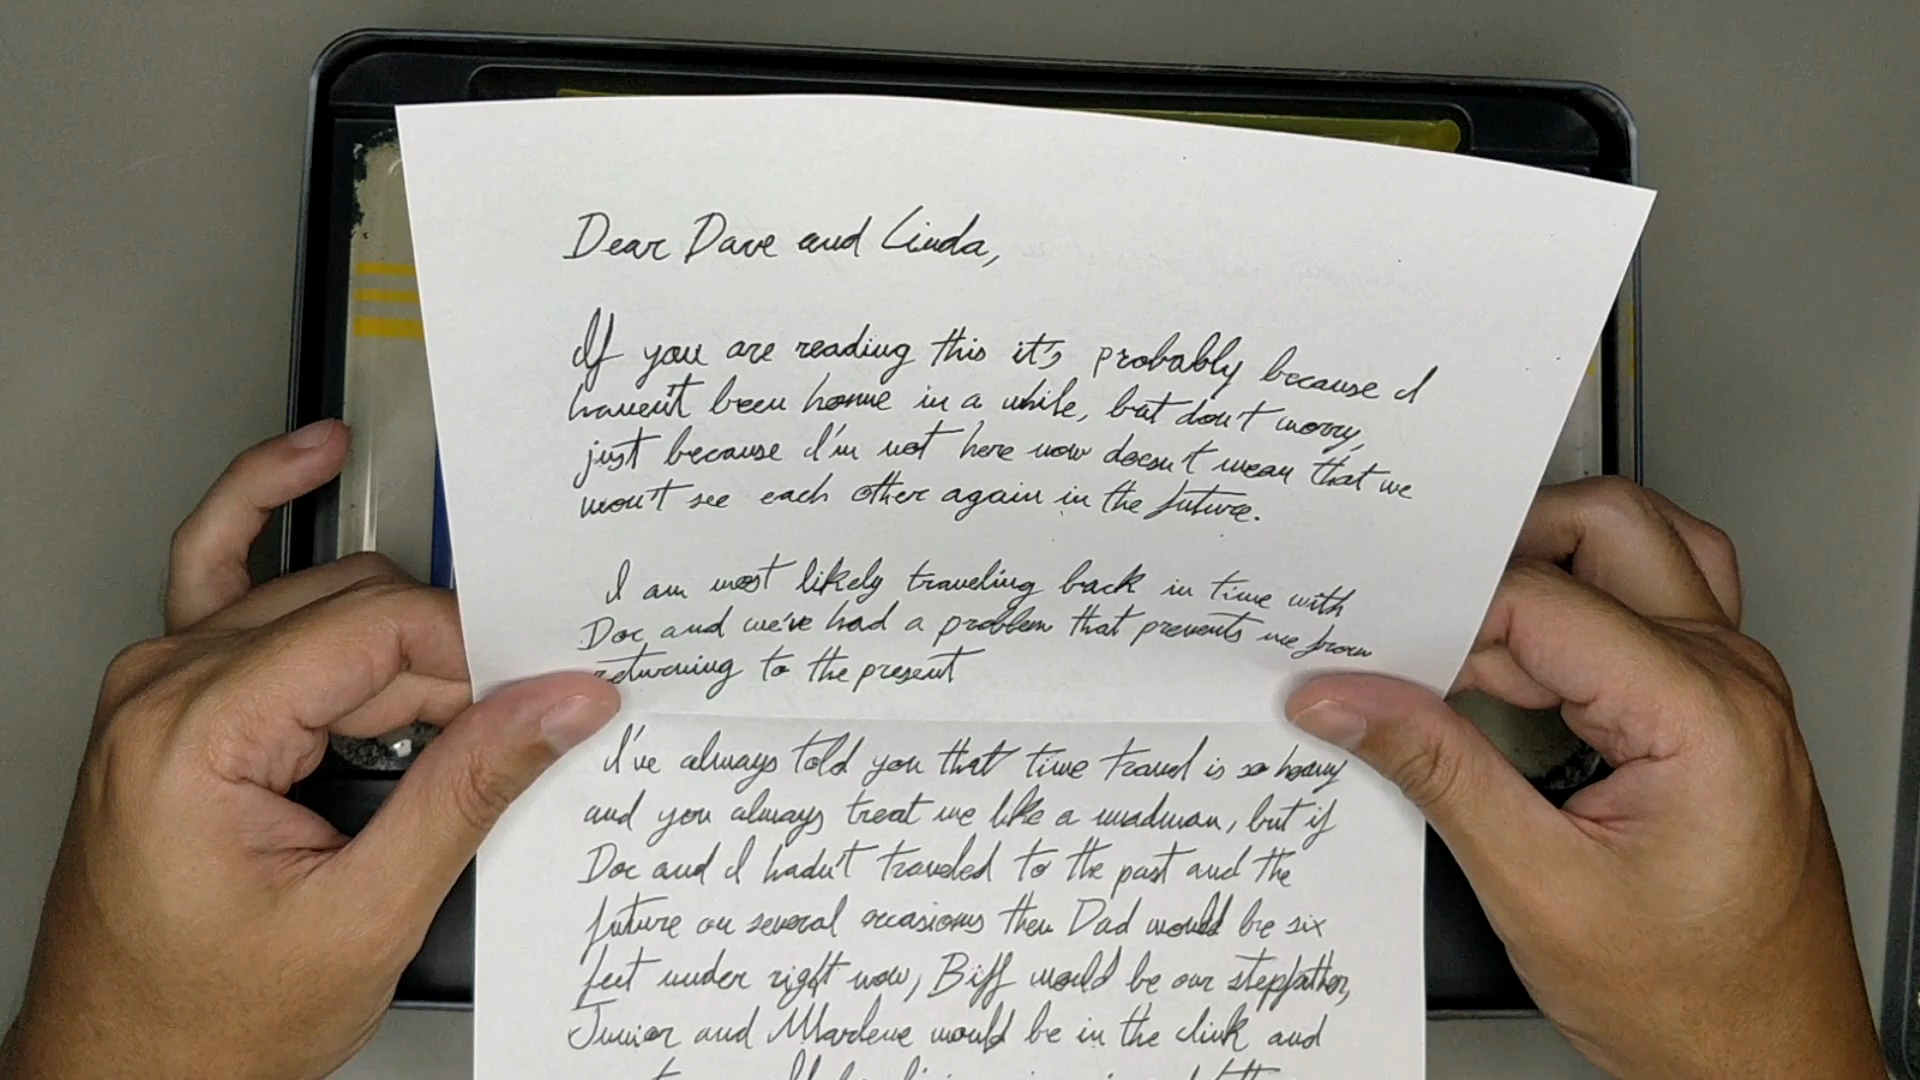 Dear Dave and Linda,
If you are reading this it's probably because I
haven't been home in a while, but don't worry,
just because I'm not here now doesn't mean that we
won't see each other again in the future.
I am most likely traveling back in time with
Doc and we've had a problem that prevents me from
returning to the present
I've always told you that time travel is so heavy
and you always treat me like a madman, but if
Doc and I hadn't traveled to the past and the
future on several occasions then Dad would be six
feet under right now, Biff would be our stepfather,
Junior and Marlene would be in the clink and